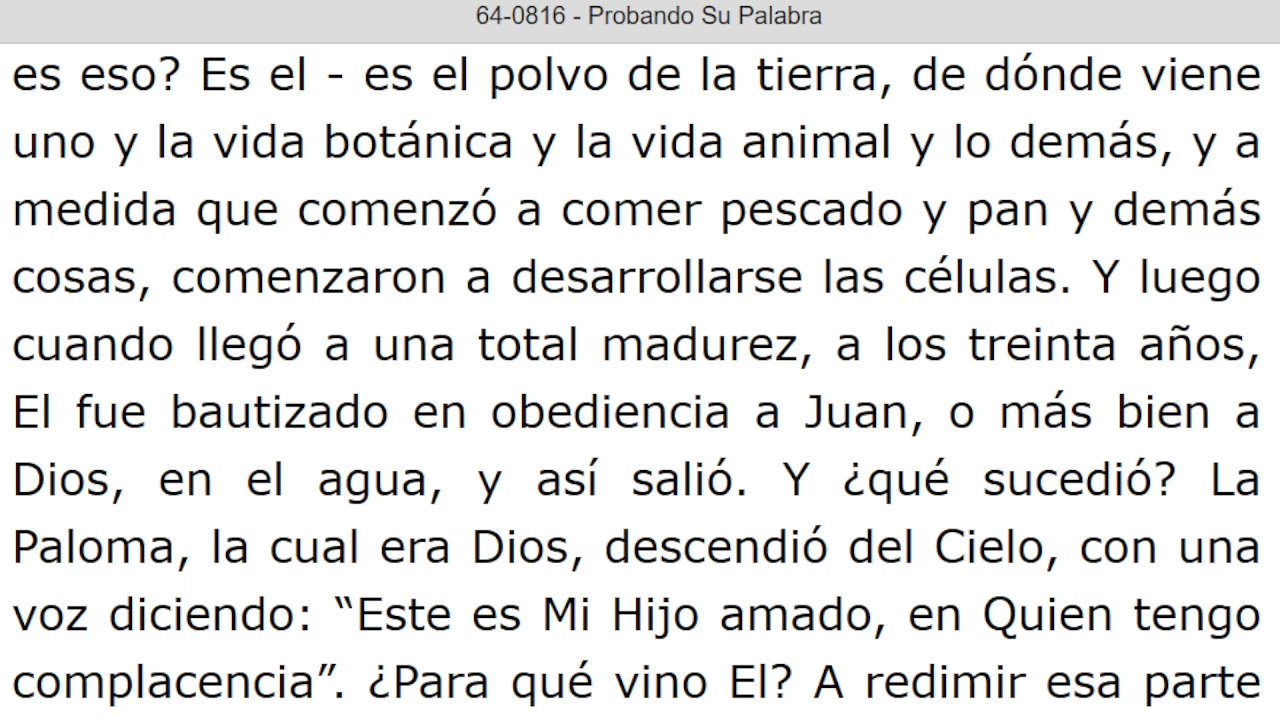 64-0816 - Probando Su Palabra
es eso? Es el - es el polvo de la tierra, de dónde viene
uno y la vida botánica y la vida animal y lo demás, y a
medida que comenzó a comer pescado y pan y demás
cosas, comenzaron a desarrollarse las células. Y luego
cuando llegó a una total madurez, a los treinta años,
El fue bautizado en obediencia a Juan, o más bien a
Dios, en el agua, y así salió. Y ¿qué sucedió? La
Paloma, la cual era Dios, descendió del Cielo, con una
voz diciendo: “Este es Mi Hijo amado, en Quien tengo
complacencia”. ¿Para qué vino El? A redimir esa parte